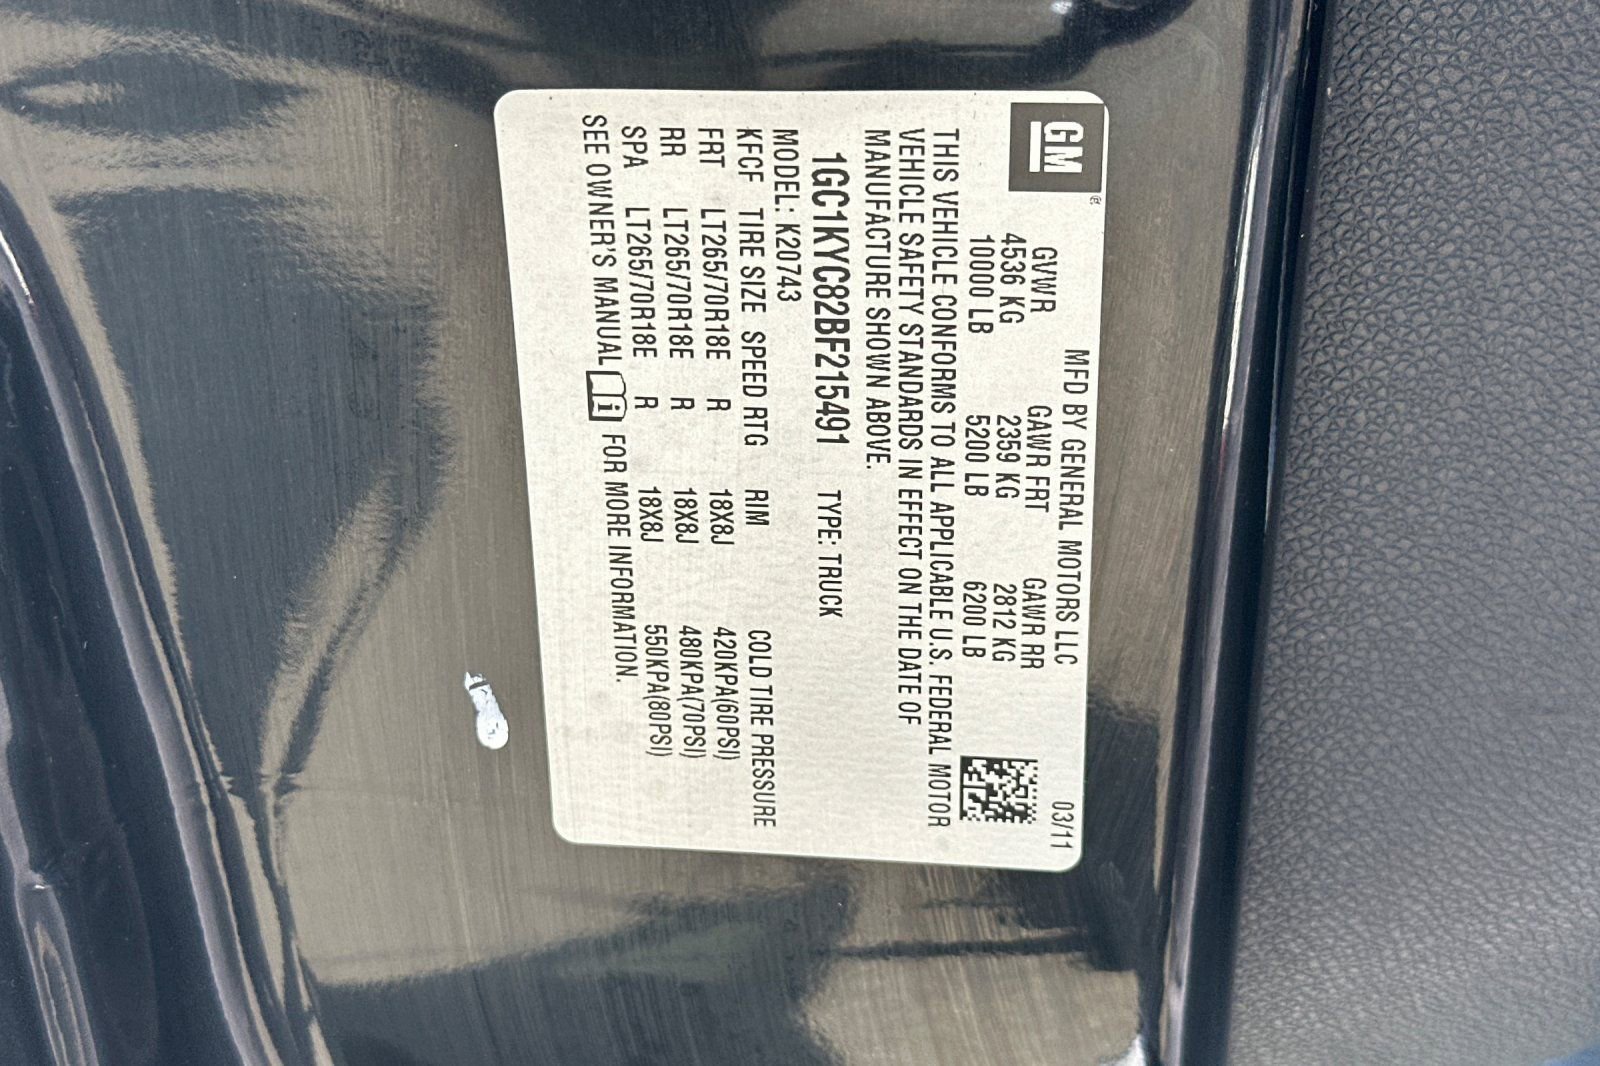 GM®
MFD BY GENERAL MOTORS LLC 03/11
GVWR GAWR FRT GAWR RR
4536 KG 2359 KG 2812 KG
10000 LB 5200 LB 6200 LB
THIS VEHICLE CONFORMS TO ALL APPLICABLE U.S. FEDERAL MOTOR
VEHICLE SAFETY STANDARDS IN EFFECT ON THE DATE OF
MANUFACTURE SHOWN ABOVE.
1GC1KYC82BF215491 TYPE: TRUCK
MODEL: K20743
KFCF TIRE SIZE SPEED RTG RIM COLD TIRE PRESSURE
FRT LT265/70R18E R 18X8J 420KPA(60PSI)
RR LT265/70R18E R 18X8J 480KPA(70PSI)
SPA LT265/70R18E R 18X8J 550KPA(80PSI)
SEE OWNER'S MANUAL i FOR MORE INFORMATION.